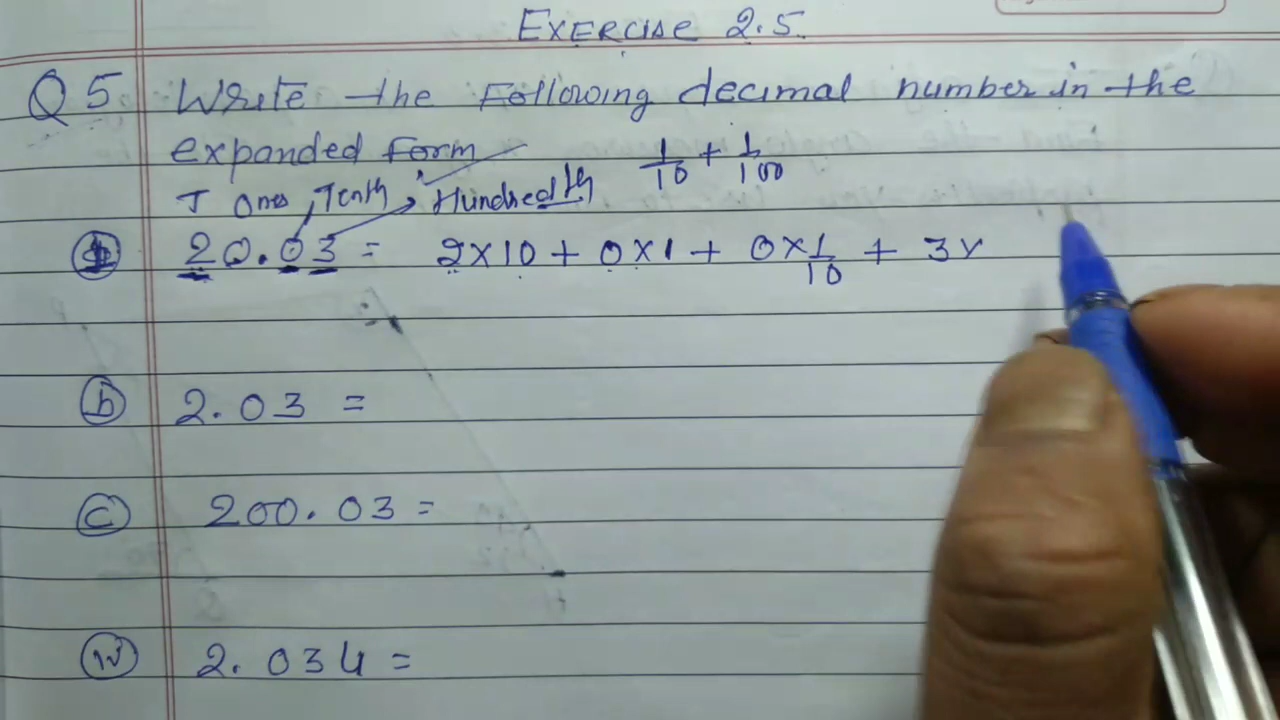 EXERCISE 2.5
Q5 Write the Following decimal number in the
expanded form 1/10 + 1/100
T Ones, Tenth, Hundredth
20.03 = 2×10 + 0×1 + 0×1/10 + 3×
(b) 2.03 =
(c) 200.03 =
(iv) 2.034 =